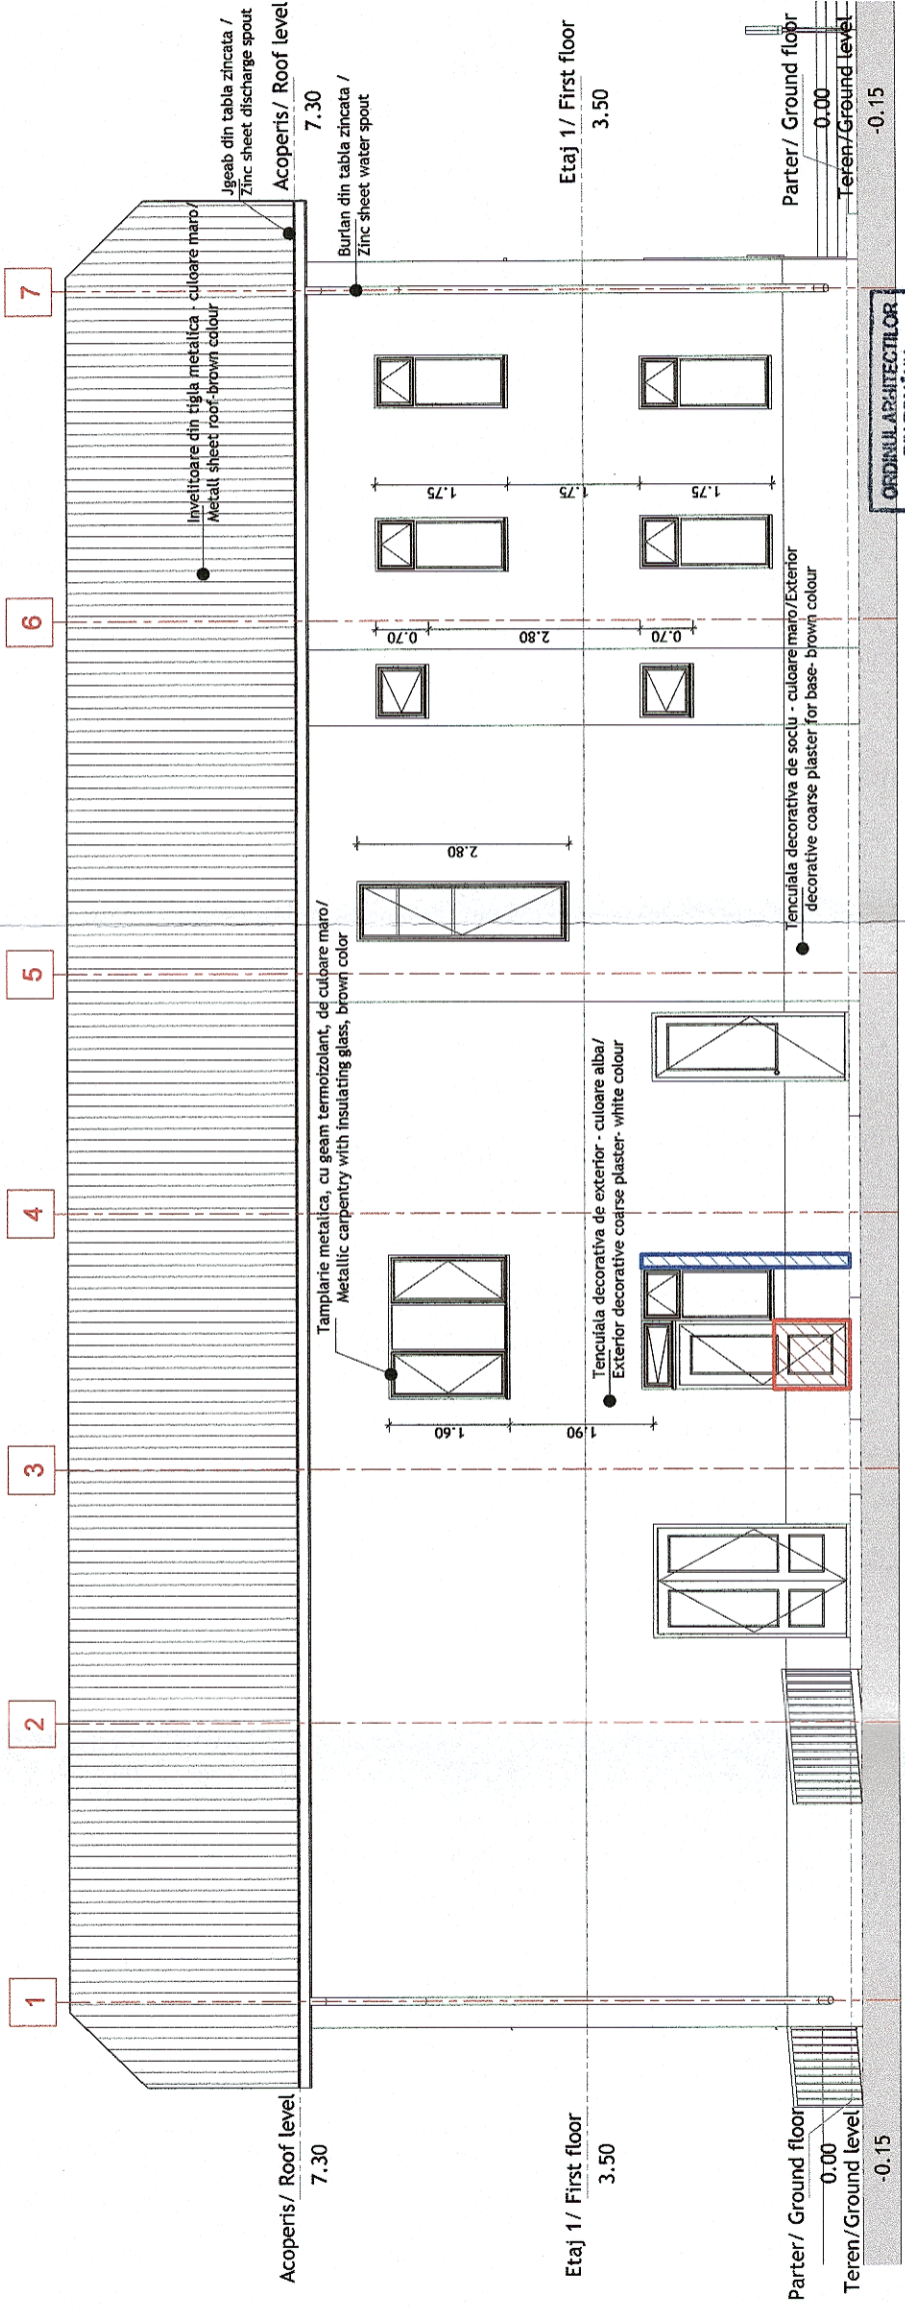 1
2
3
4
5
6
7
Jgeab din tabla zincata /
Zinc sheet discharge spout
Acoperis/ Roof level
7.30
Invelitoare din tigla metalica - culoare maro/
Metall sheet roof-brown colour
Burlan din tabla zincata /
Zinc sheet water spout
Acoperis/ Roof level
7.30
Tamplarie metalica, cu geam termoizolant, de culoare maro/
Metallic carpentry with insulating glass, brown color
2.80
1.60
1.90
0.70
2.80
0.70
1.75
1.75
1.75
Etaj 1/ First floor
3.50
Etaj 1/ First floor
3.50
Tencuiala decorativa de exterior - culoare alba/
Exterior decorative coarse plaster- white colour
Tencuiala decorativa de soclu - culoare maro/Exterior
decorative coarse plaster for base- brown colour
Parter/ Ground floor
0.00
Teren/Ground level
-0.15
Parter/ Ground floor
0.00
Teren/Ground level
-0.15
ORDINUL ARHITECTILOR